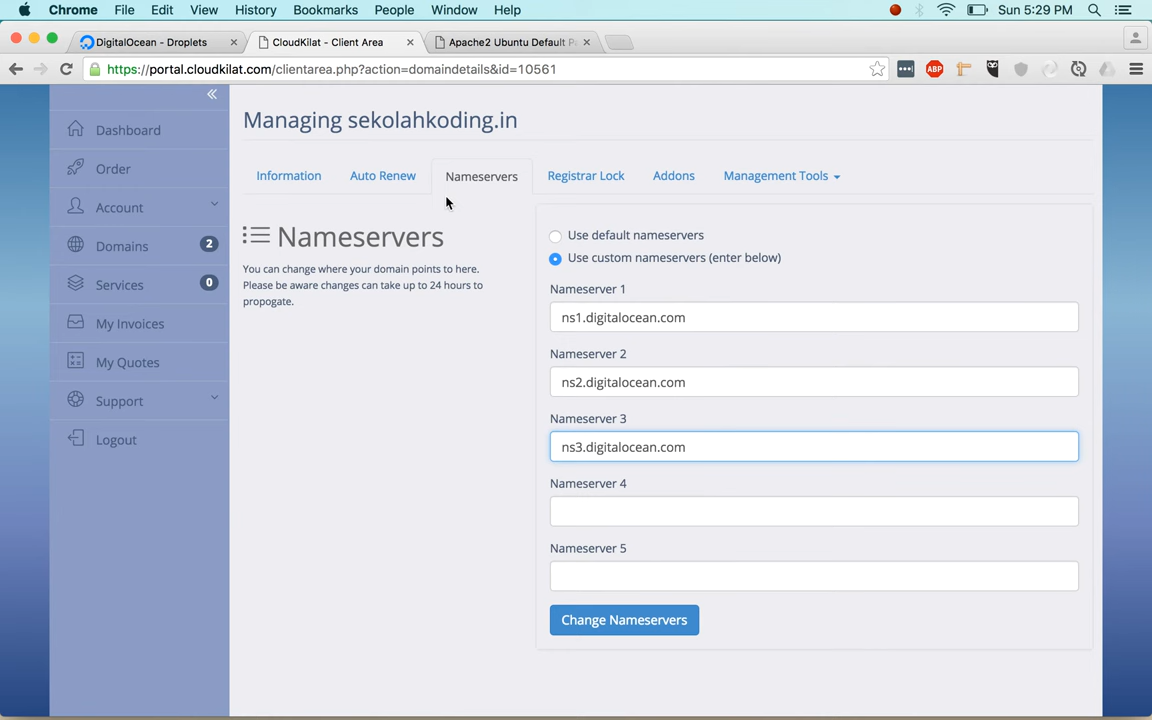 Chrome File Edit View History Bookmarks People Window Help Sun 5:29 PM
DigitalOcean - Droplets
CloudKilat - Client Area
Apache2 Ubuntu Default P
https://portal.cloudkilat.com/clientarea.php?action=domaindetails&id=10561
ABP
Dashboard
Order
Account
Domains 2
Services 0
My Invoices
My Quotes
Support
Logout
Managing sekolahkoding.in
Information Auto Renew Nameservers Registrar Lock Addons Management Tools
Nameservers
You can change where your domain points to here.
Please be aware changes can take up to 24 hours to
propogate.
Use default nameservers
Use custom nameservers (enter below)
Nameserver 1
ns1.digitalocean.com
Nameserver 2
ns2.digitalocean.com
Nameserver 3
ns3.digitalocean.com
Nameserver 4
Nameserver 5
Change Nameservers